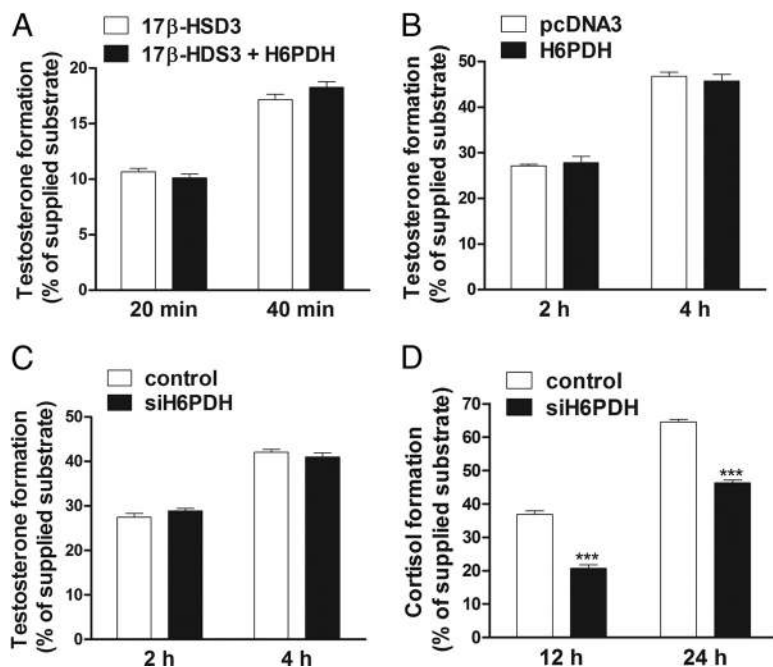 A
17β-HSD3
17β-HDS3 + H6PDH
Testosterone formation
(% of supplied substrate)
20
15
10
5
0
20 min
40 min
B
pcDNA3
H6PDH
Testosterone formation
(% of supplied substrate)
50
40
30
20
10
0
2 h
4 h
C
control
siH6PDH
Testosterone formation
(% of supplied substrate)
50
40
30
20
10
0
2 h
4 h
D
control
siH6PDH
Cortisol formation
(% of supplied substrate)
70
60
50
40
30
20
10
0
***
***
12 h
24 h